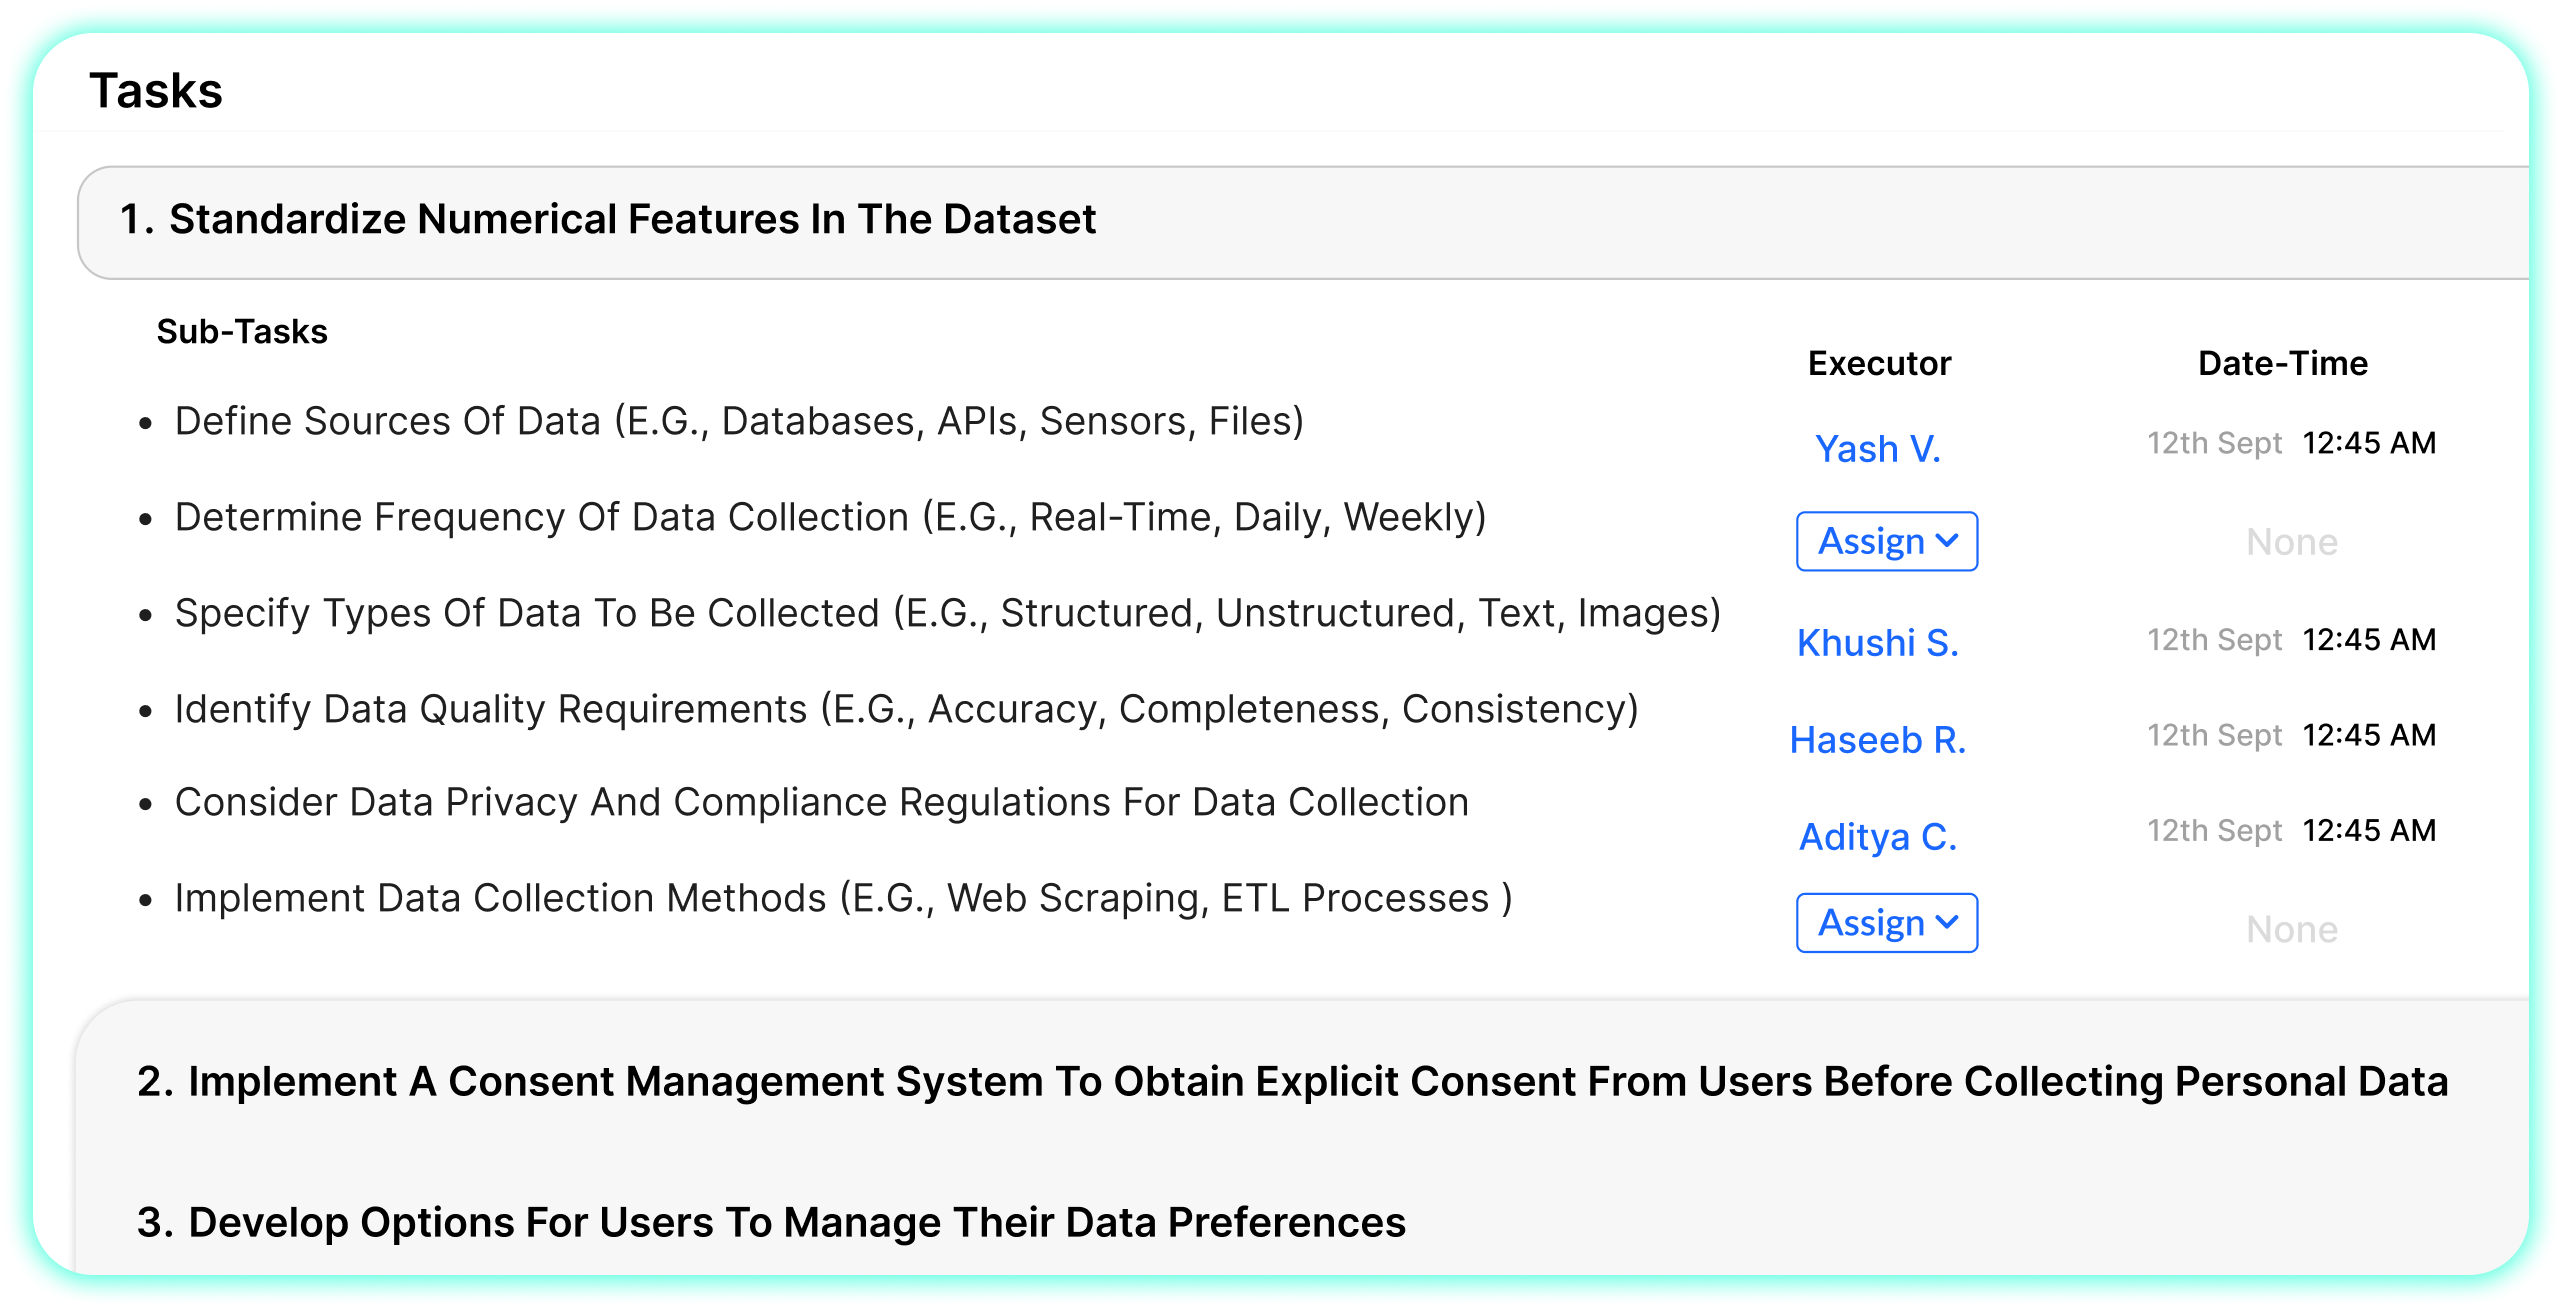 Tasks
1. Standardize Numerical Features In The Dataset
Sub-Tasks
Executor Date-Time
• Define Sources Of Data (E.G., Databases, APIs, Sensors, Files) Yash V. 12th Sept 12:45 AM
• Determine Frequency Of Data Collection (E.G., Real-Time, Daily, Weekly) Assign None
• Specify Types Of Data To Be Collected (E.G., Structured, Unstructured, Text, Images) Khushi S. 12th Sept 12:45 AM
• Identify Data Quality Requirements (E.G., Accuracy, Completeness, Consistency) Haseeb R. 12th Sept 12:45 AM
• Consider Data Privacy And Compliance Regulations For Data Collection Aditya C. 12th Sept 12:45 AM
• Implement Data Collection Methods (E.G., Web Scraping, ETL Processes ) Assign None
2. Implement A Consent Management System To Obtain Explicit Consent From Users Before Collecting Personal Data
3. Develop Options For Users To Manage Their Data Preferences